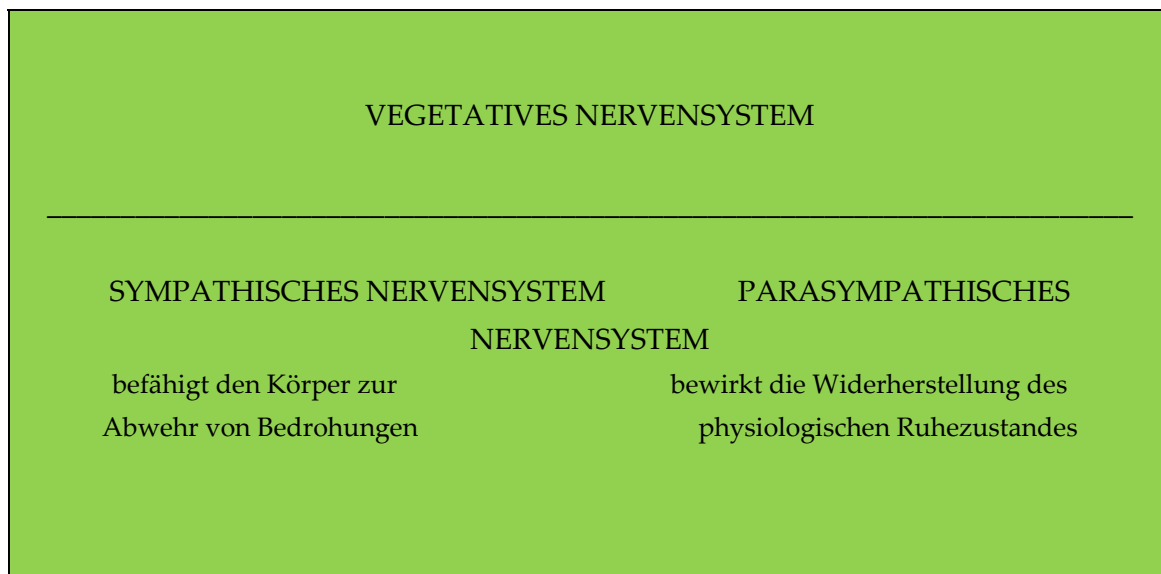 VEGETATIVES NERVENSYSTEM
SYMPATHISCHES NERVENSYSTEM PARASYMPATHISCHES
NERVENSYSTEM
befähigt den Körper zur bewirkt die Widerherstellung des
Abwehr von Bedrohungen physiologischen Ruhezustandes